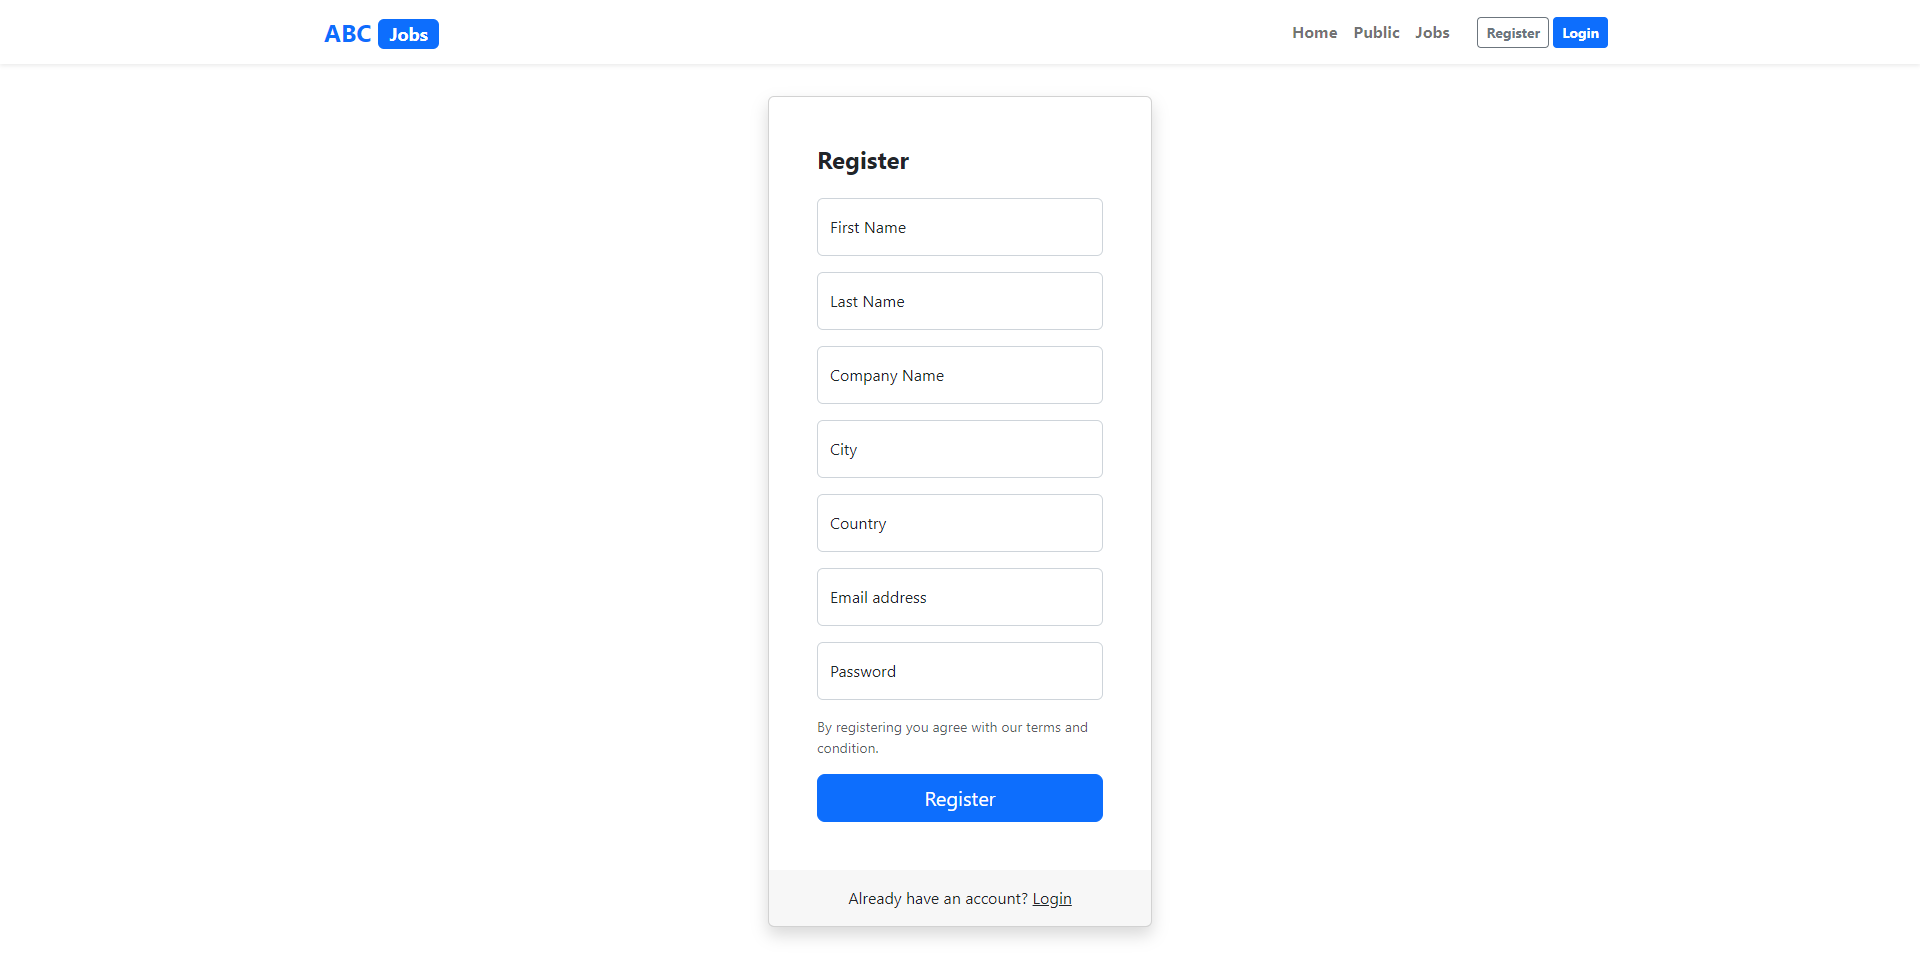 ABC Jobs
Home Public Jobs Register Login
Register
First Name
Last Name
Company Name
City
Country
Email address
Password
By registering you agree with our terms and
condition.
Register
Already have an account? Login